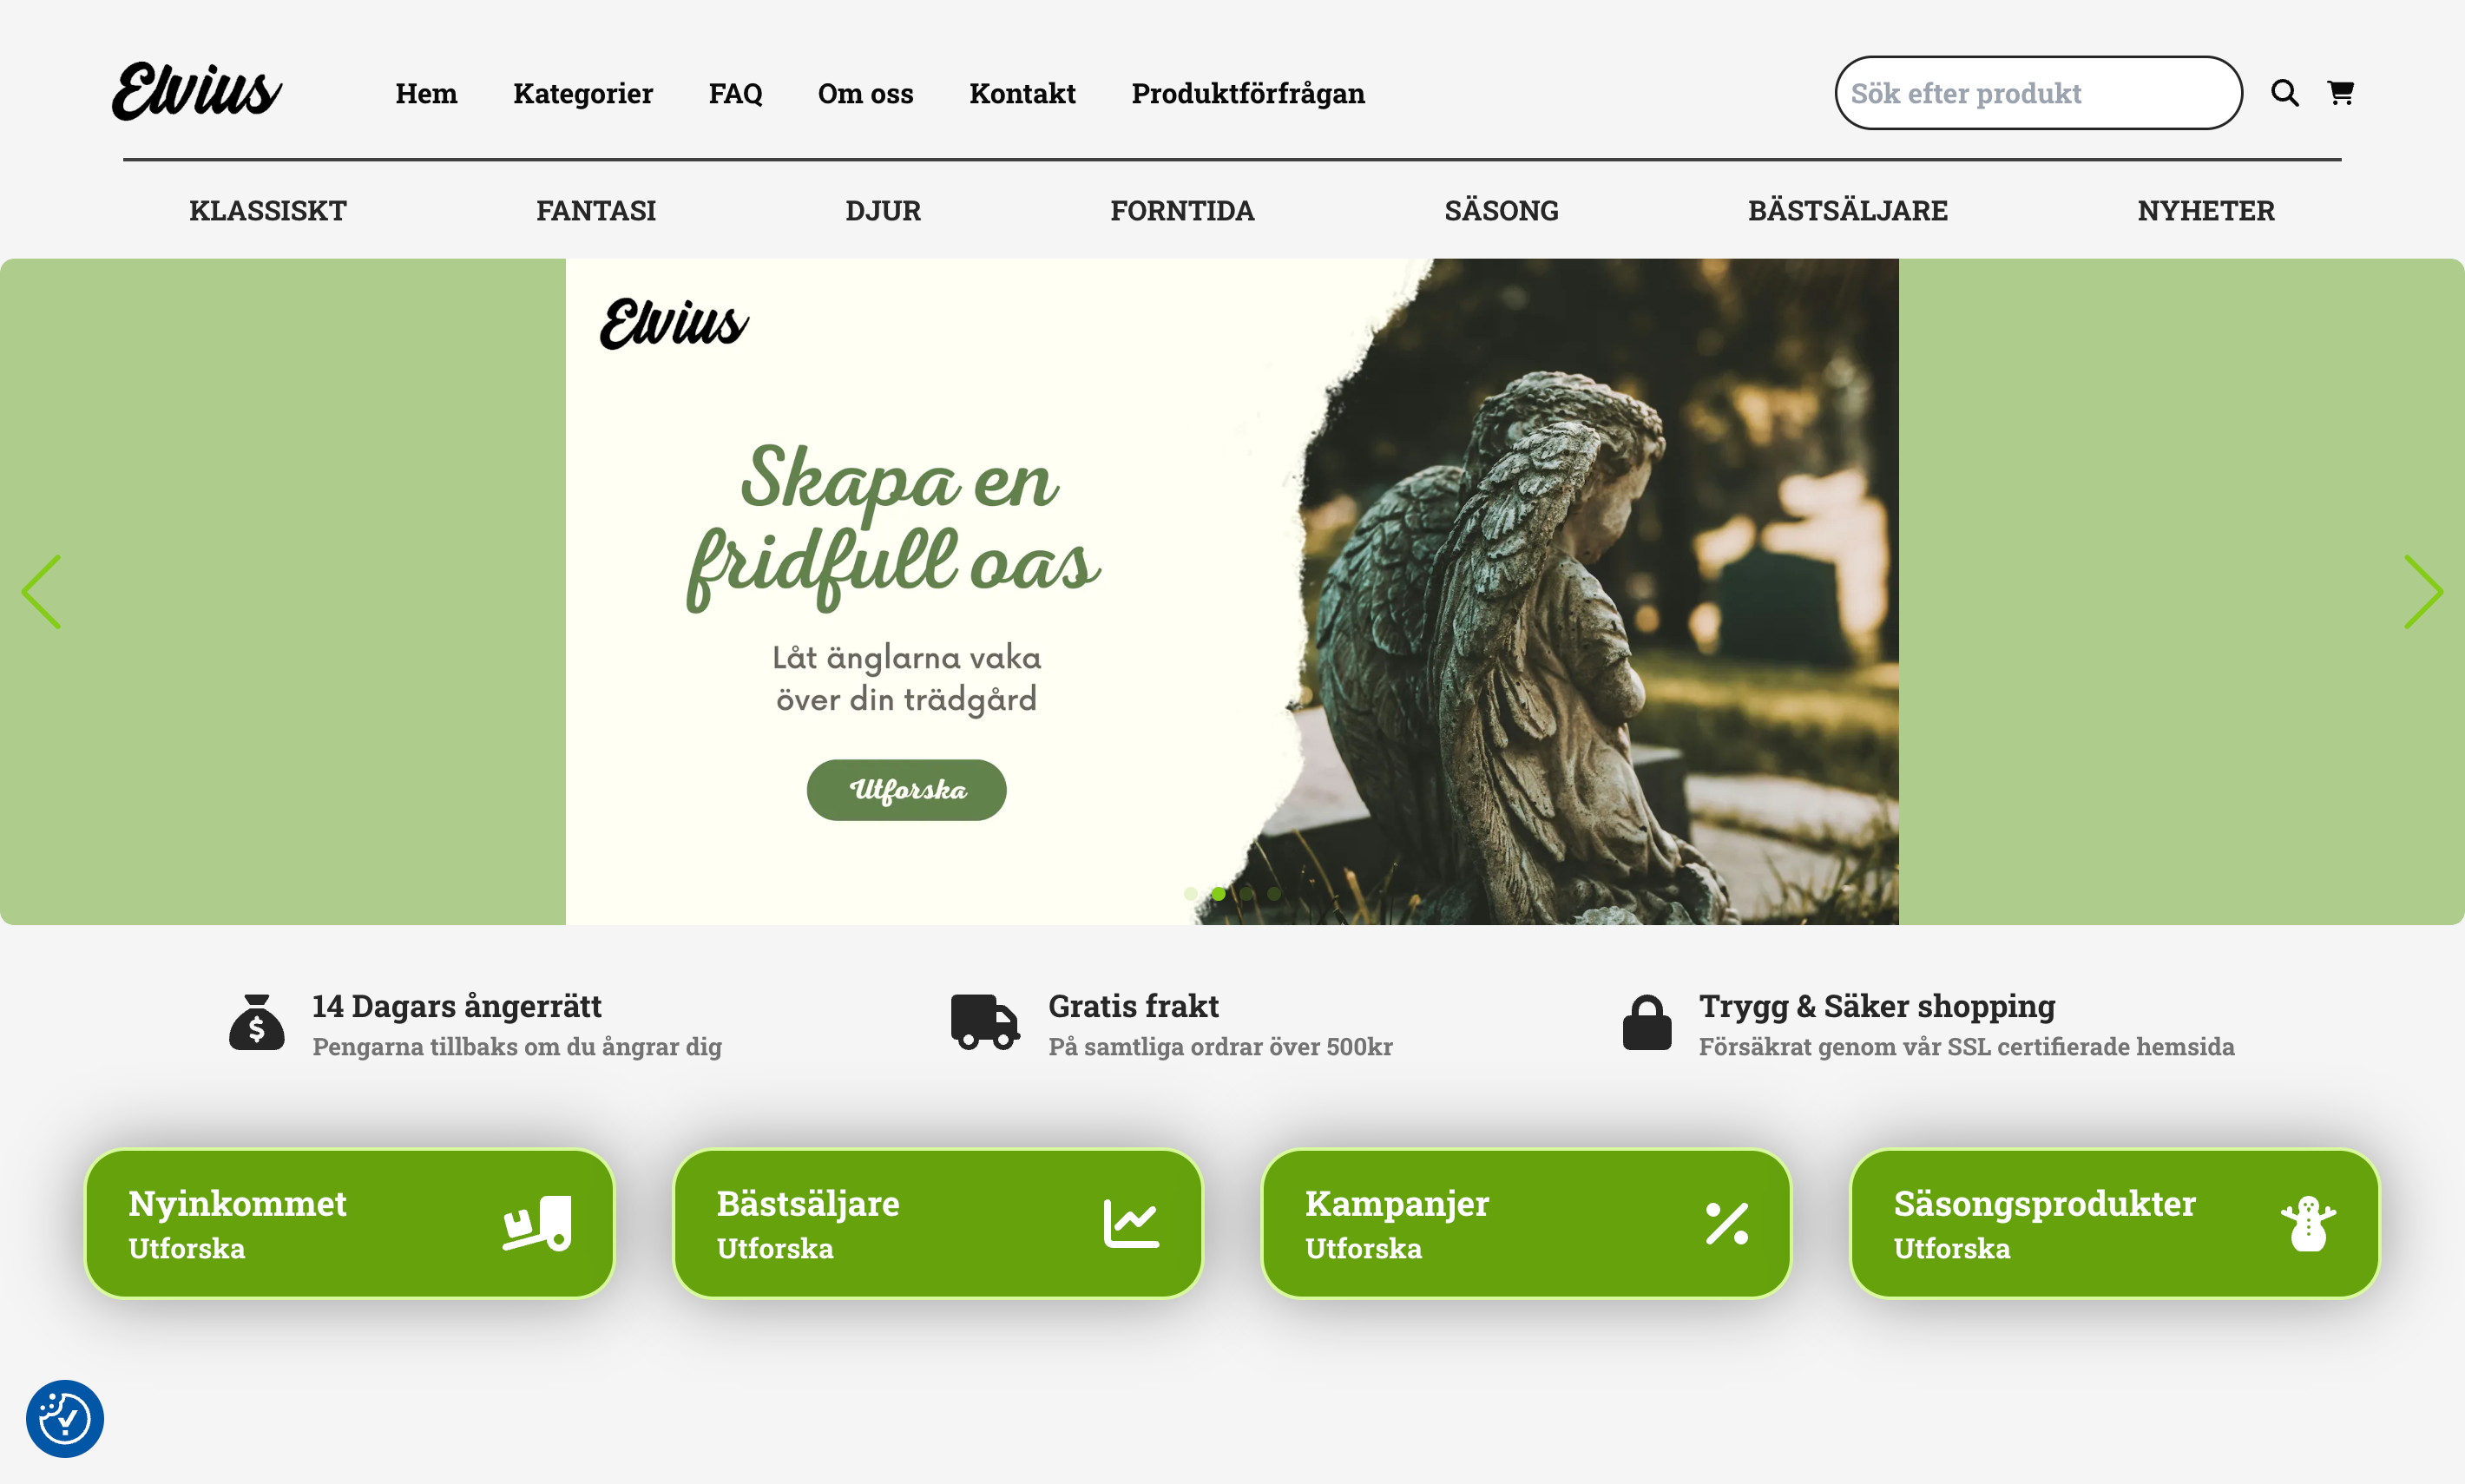 Elvius
Hem
Kategorier
FAQ
Om oss
Kontakt
Produktförfrågan
Sök efter produkt
KLASSISKT
FANTASI
DJUR
FORNTIDA
SÄSONG
BÄSTSÄLJARE
NYHETER
Elvius
Skapa en
fridfull oas
Låt änglarna vaka
över din trädgård
Utforska
14 Dagars ångerrätt
Pengarna tillbaks om du ångrar dig
Gratis frakt
På samtliga ordrar över 500kr
Trygg & Säker shopping
Försäkrat genom vår SSL certifierade hemsida
Nyinkommet
Utforska
Bästsäljare
Utforska
Kampanjer
Utforska
Säsongsprodukter
Utforska